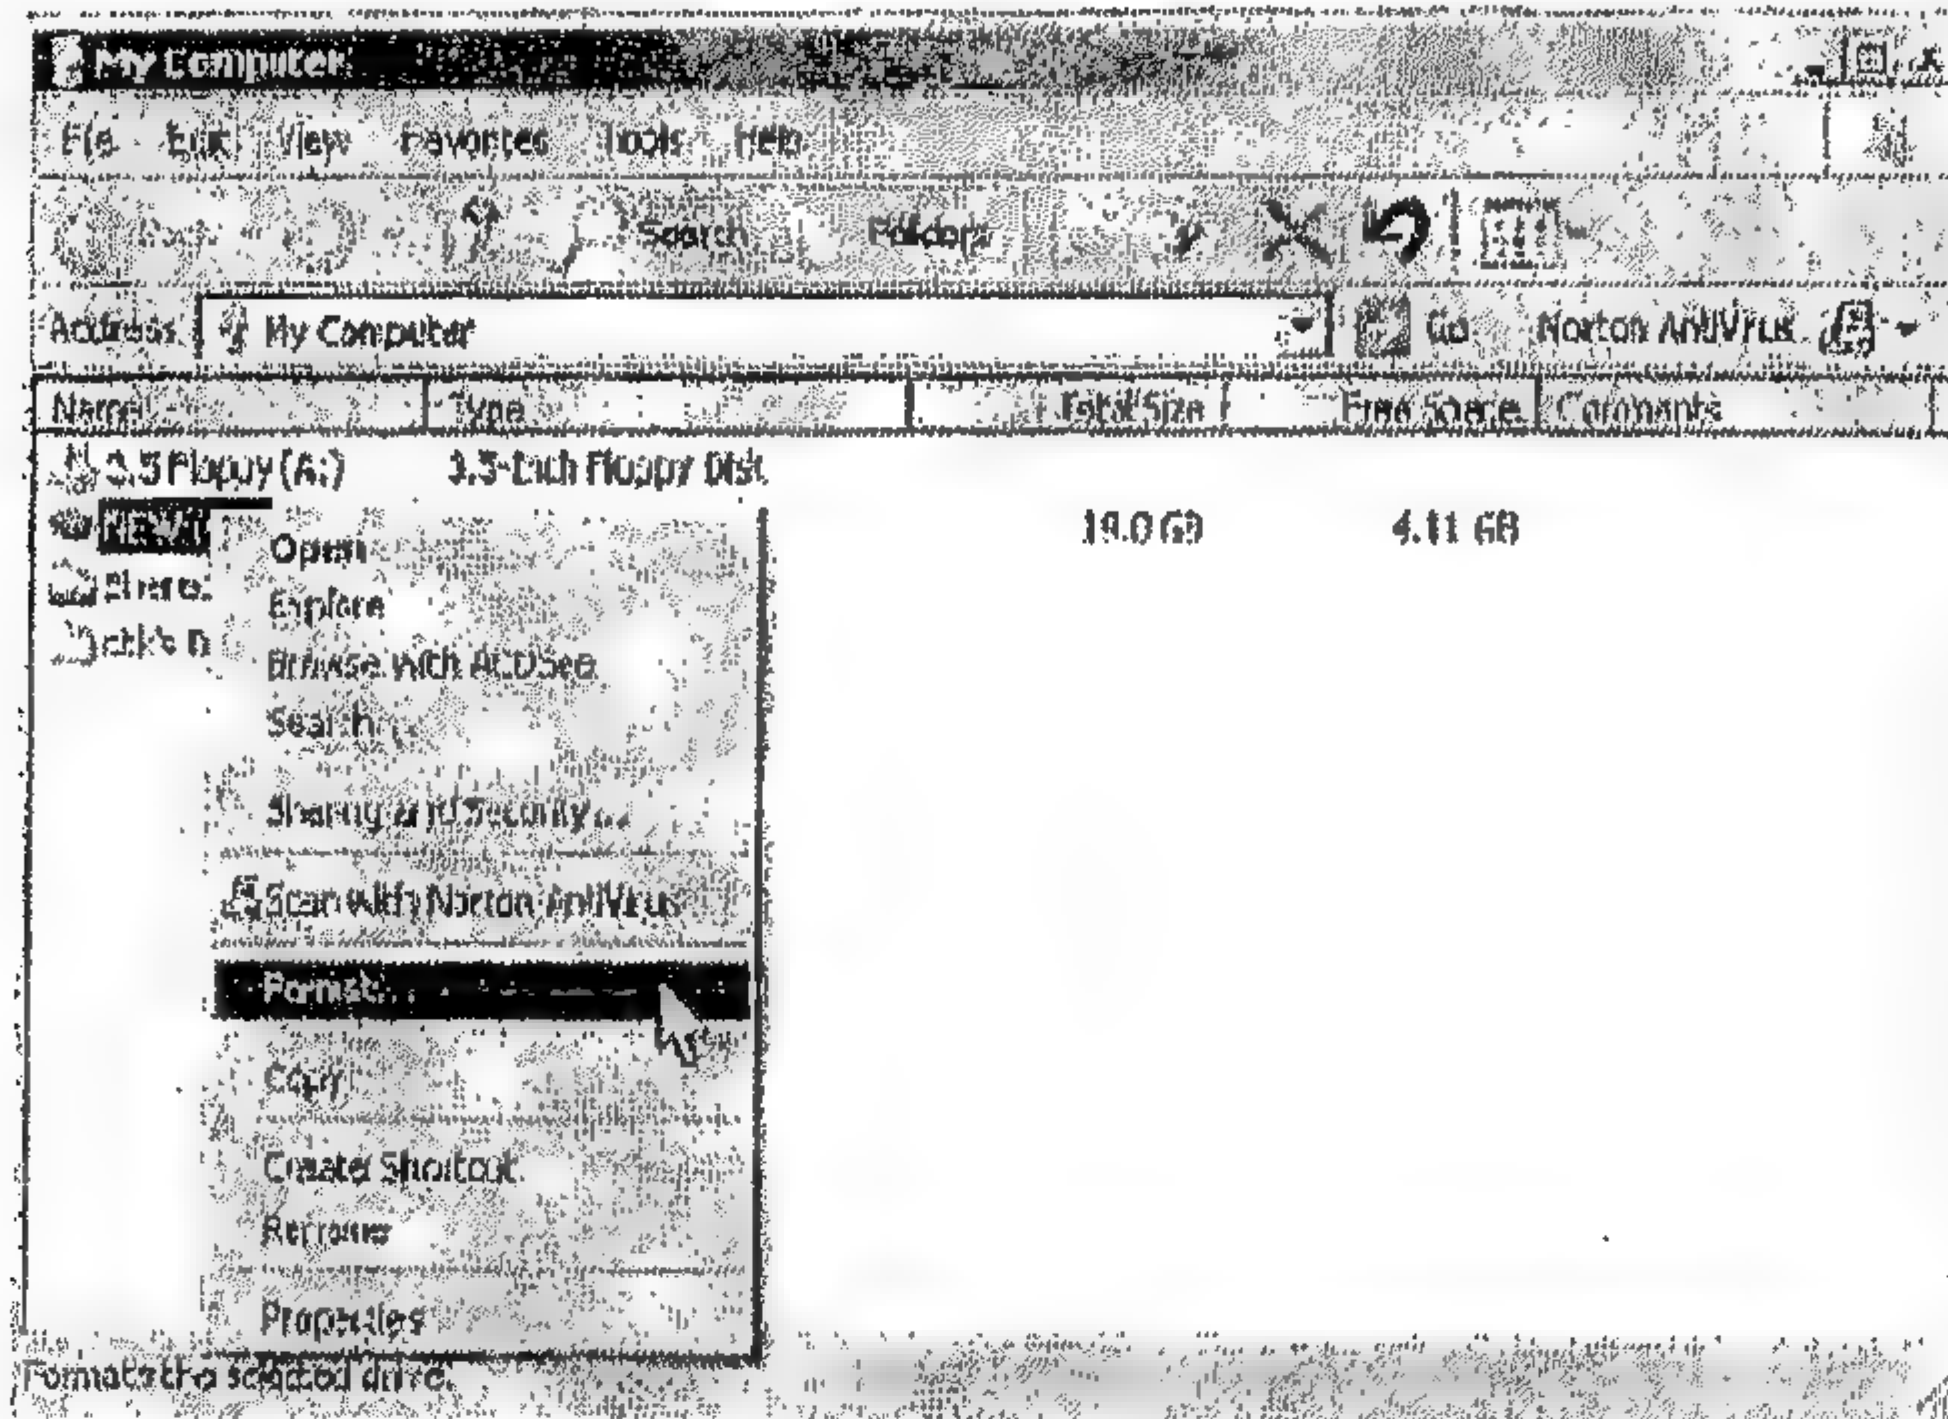 My Computer
File Edit View Favorites Tools Help
Search Folders
Address My Computer Go Norton AntiVirus
Name Type Total Size Free Space Comments
3.5 Floppy (A:) 3.5-Inch Floppy Disk
NEW 19.0 GB 4.11 GB
Open
Explore
Browse with ACDSee
Search
Sharing and Security...
Scan with Norton AntiVirus
Format...
Copy
Create Shortcut
Rename
Properties
Formats the selected drive.